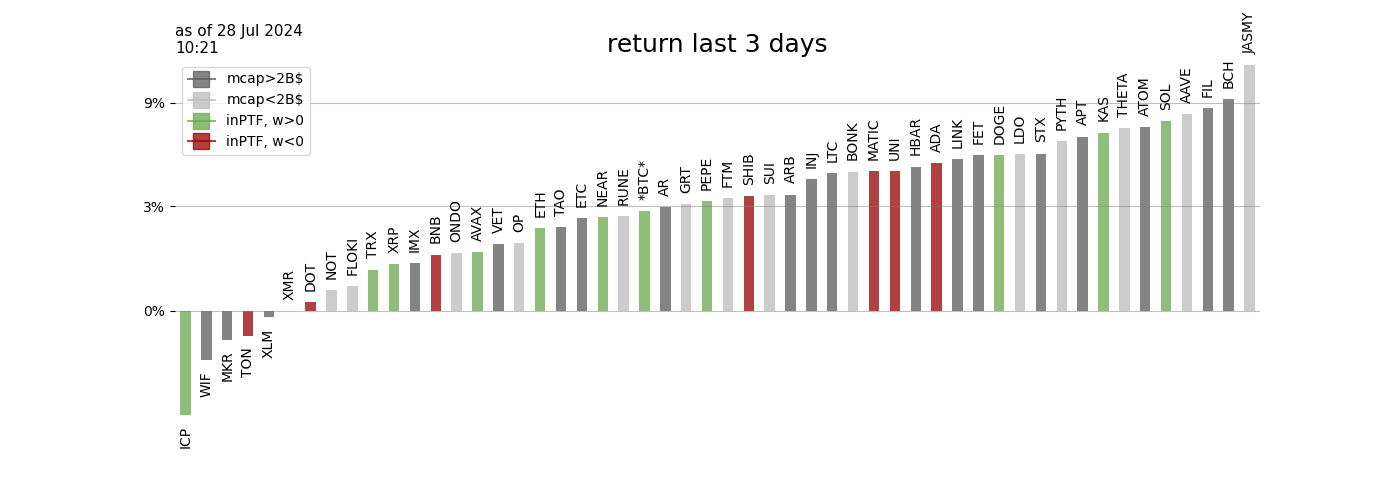 as of 28 Jul 2024
10:21
return last 3 days
mcap>2B$
mcap<2B$
inPTF, w>0
inPTF, w<0
9%
3%
0%
ICP
WIF
MKR
TON
XLM
XMR
DOT
NOT
FLOKI
TRX
XRP
IMX
BNB
ONDO
AVAX
VET
OP
ETH
TAO
ETC
NEAR
RUNE
*BTC*
AR
GRT
PEPE
FTM
SHIB
SUI
ARB
INJ
LTC
BONK
MATIC
UNI
HBAR
ADA
LINK
FET
DOGE
LDO
STX
PYTH
APT
KAS
THETA
ATOM
SOL
AAVE
FIL
BCH
JASMY